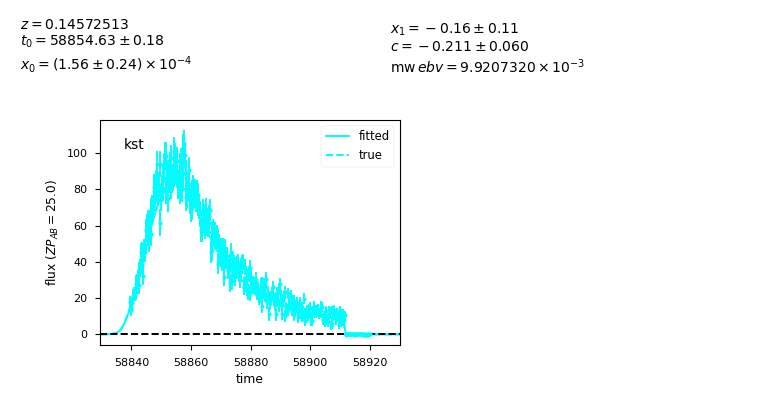 z = 0.14572513
t₀ = 58854.63 ± 0.18
x₀ = (1.56 ± 0.24) × 10⁻⁴
x₁ = −0.16 ± 0.11
c = −0.211 ± 0.060
mw ebv = 9.9207320 × 10⁻³
kst
fitted
true
flux (ZP_AB = 25.0)
100
80
60
40
20
0
58840 58860 58880 58900 58920
time